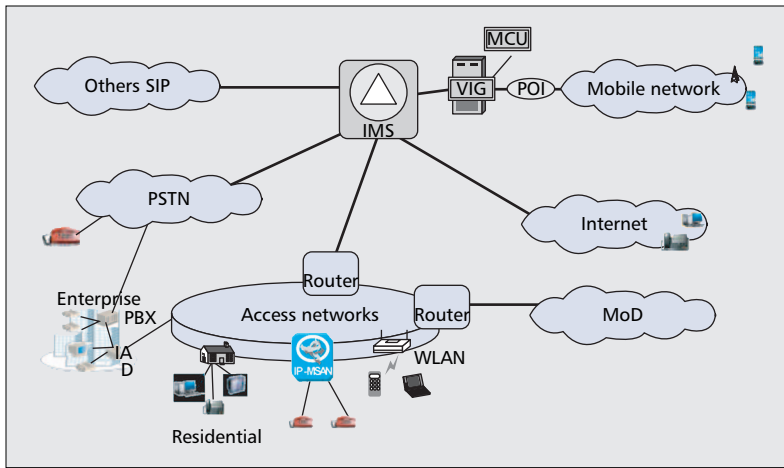 MCU
Others SIP
VIG
POI
Mobile network
IMS
PSTN
Internet
Router
Enterprise
PBX
Access networks
Router
MoD
IA
D
IP-MSAN
WLAN
Residential